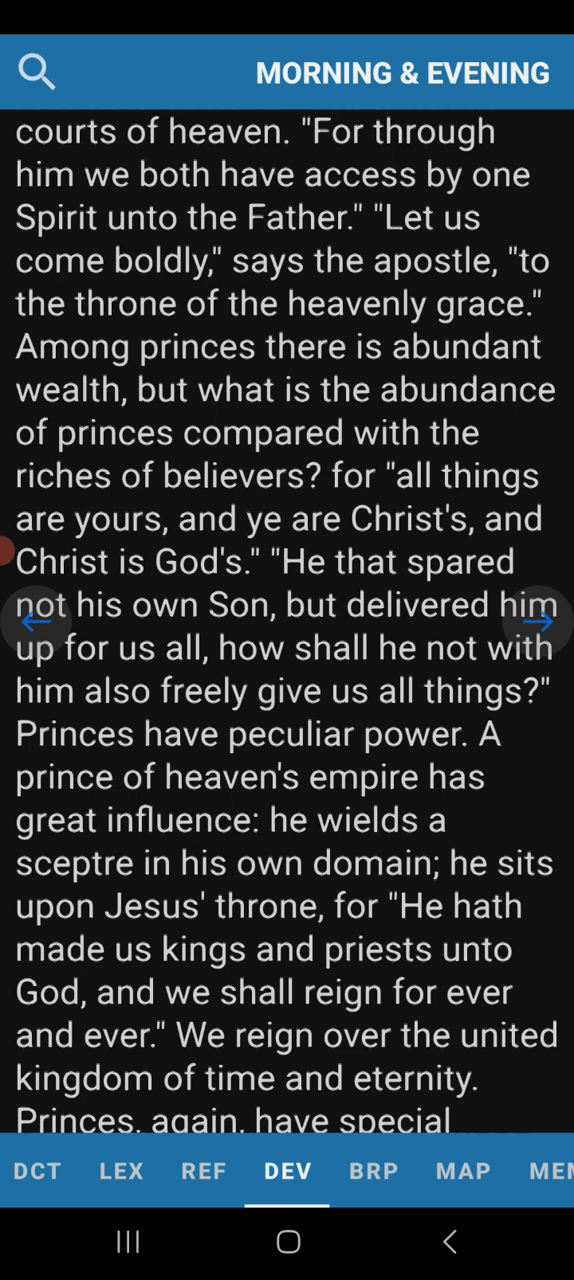 MORNING & EVENING
courts of heaven. "For through
him we both have access by one
Spirit unto the Father." "Let us
come boldly," says the apostle, "to
the throne of the heavenly grace."
Among princes there is abundant
wealth, but what is the abundance
of princes compared with the
riches of believers? for "all things
are yours, and ye are Christ's, and
Christ is God's." "He that spared
not his own Son, but delivered him
up for us all, how shall he not with
him also freely give us all things?"
Princes have peculiar power. A
prince of heaven's empire has
great influence: he wields a
sceptre in his own domain; he sits
upon Jesus' throne, for "He hath
made us kings and priests unto
God, and we shall reign for ever
and ever." We reign over the united
kingdom of time and eternity.
Princes, again, have special
DCT LEX REF DEV BRP MAP MEM